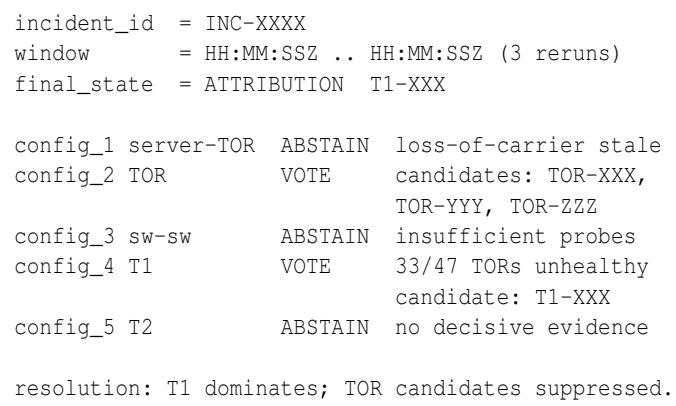 incident_id = INC-XXXX
window = HH:MM:SSZ .. HH:MM:SSZ (3 reruns)
final_state = ATTRIBUTION T1-XXX
config_1 server-TOR ABSTAIN loss-of-carrier stale
config_2 TOR VOTE candidates: TOR-XXX,
TOR-YYY, TOR-ZZZ
config_3 sw-sw ABSTAIN insufficient probes
config_4 T1 VOTE 33/47 TORs unhealthy
candidate: T1-XXX
config_5 T2 ABSTAIN no decisive evidence
resolution: T1 dominates; TOR candidates suppressed.